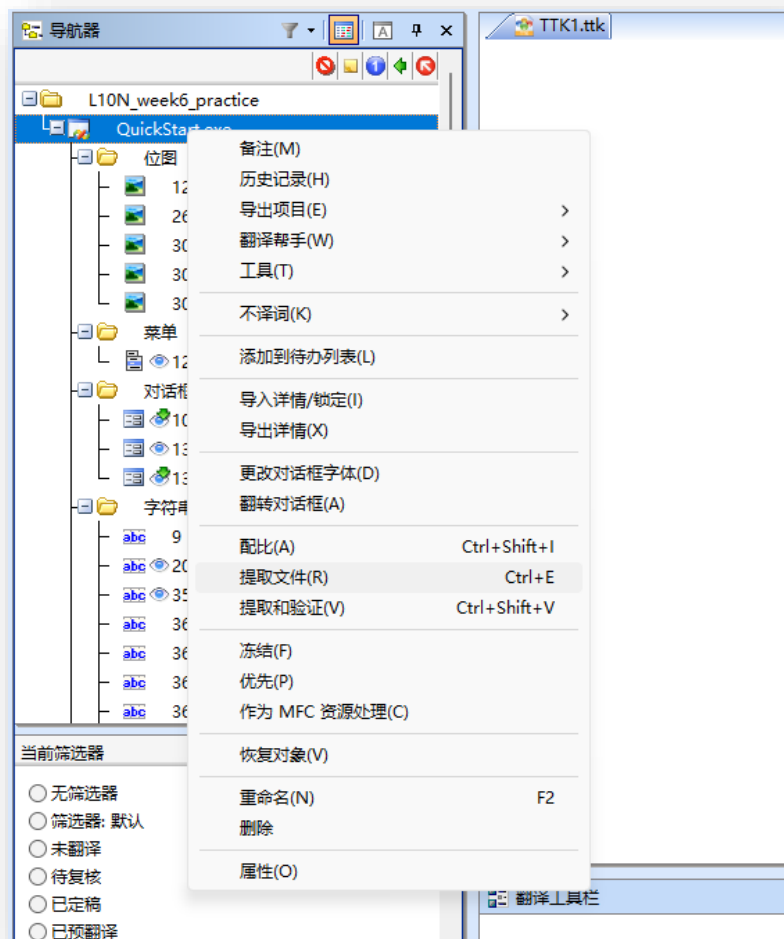 导航器
TTK1.ttk
L10N_week6_practice
QuickStart.exe
位图
12
26
30
30
30
菜单
12
对话框
10
13
13
字符串
abc 9
abc 20
abc 35
abc 36
abc 36
abc 36
abc 36
备注(M)
历史记录(H)
导出项目(E)
翻译帮手(W)
工具(T)
不译词(K)
添加到待办列表(L)
导入详情/锁定(I)
导出详情(X)
更改对话框字体(D)
翻转对话框(A)
配比(A) Ctrl+Shift+I
提取文件(R) Ctrl+E
提取和验证(V) Ctrl+Shift+V
冻结(F)
优先(P)
作为 MFC 资源处理(C)
恢复对象(V)
重命名(N) F2
删除
属性(O)
当前筛选器
无筛选器
筛选器: 默认
未翻译
待复核
已定稿
已预翻译
翻译工具栏